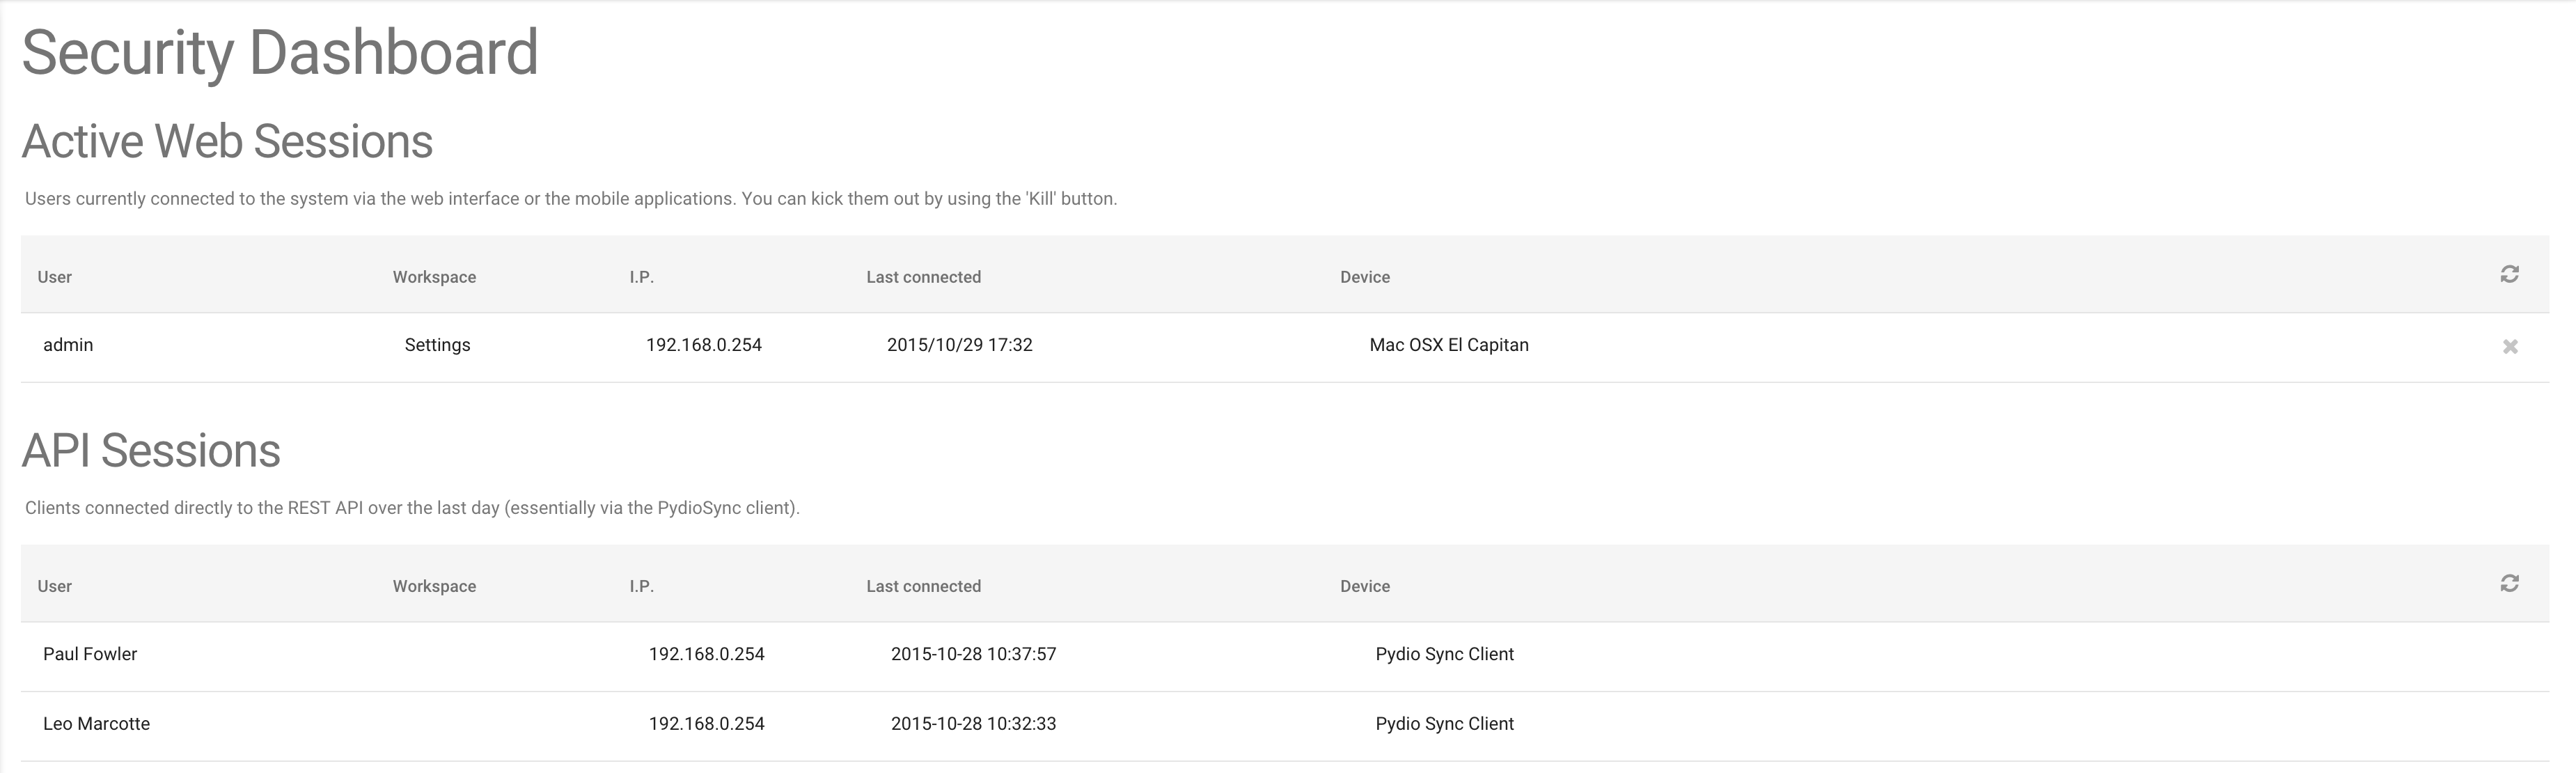 Security Dashboard
Active Web Sessions
Users currently connected to the system via the web interface or the mobile applications. You can kick them out by using the 'Kill' button.
User Workspace I.P. Last connected Device
admin Settings 192.168.0.254 2015/10/29 17:32 Mac OSX El Capitan
API Sessions
Clients connected directly to the REST API over the last day (essentially via the PydioSync client).
User Workspace I.P. Last connected Device
Paul Fowler 192.168.0.254 2015-10-28 10:37:57 Pydio Sync Client
Leo Marcotte 192.168.0.254 2015-10-28 10:32:33 Pydio Sync Client